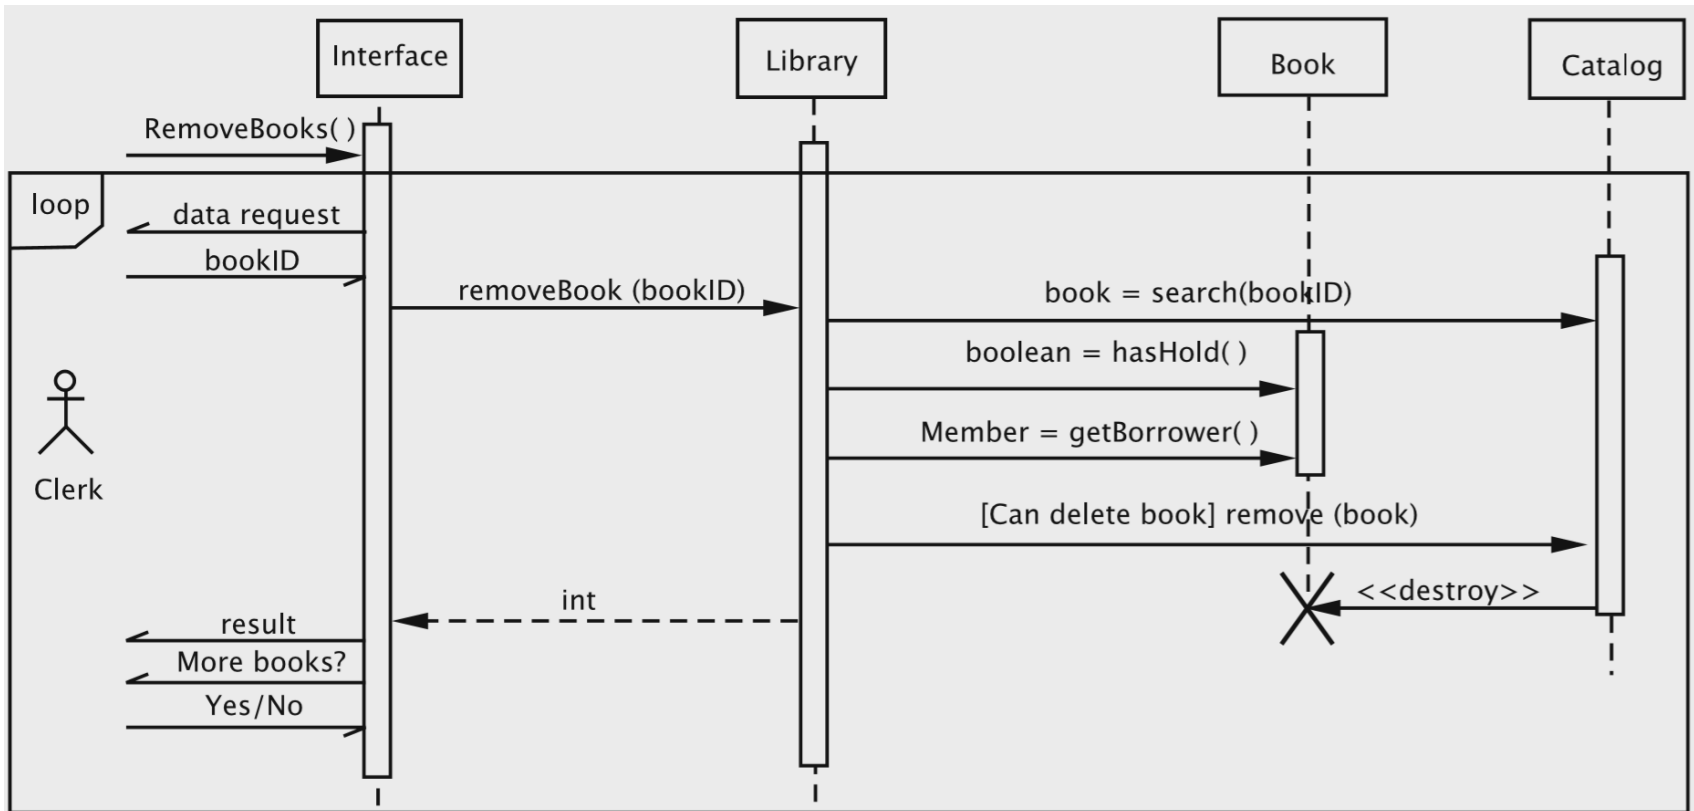 Interface
Library
Book
Catalog
RemoveBooks( )
loop
data request
bookID
removeBook (bookID)
book = search(bookID)
boolean = hasHold( )
Member = getBorrower( )
Clerk
[Can delete book] remove (book)
<<destroy>>
int
result
More books?
Yes/No